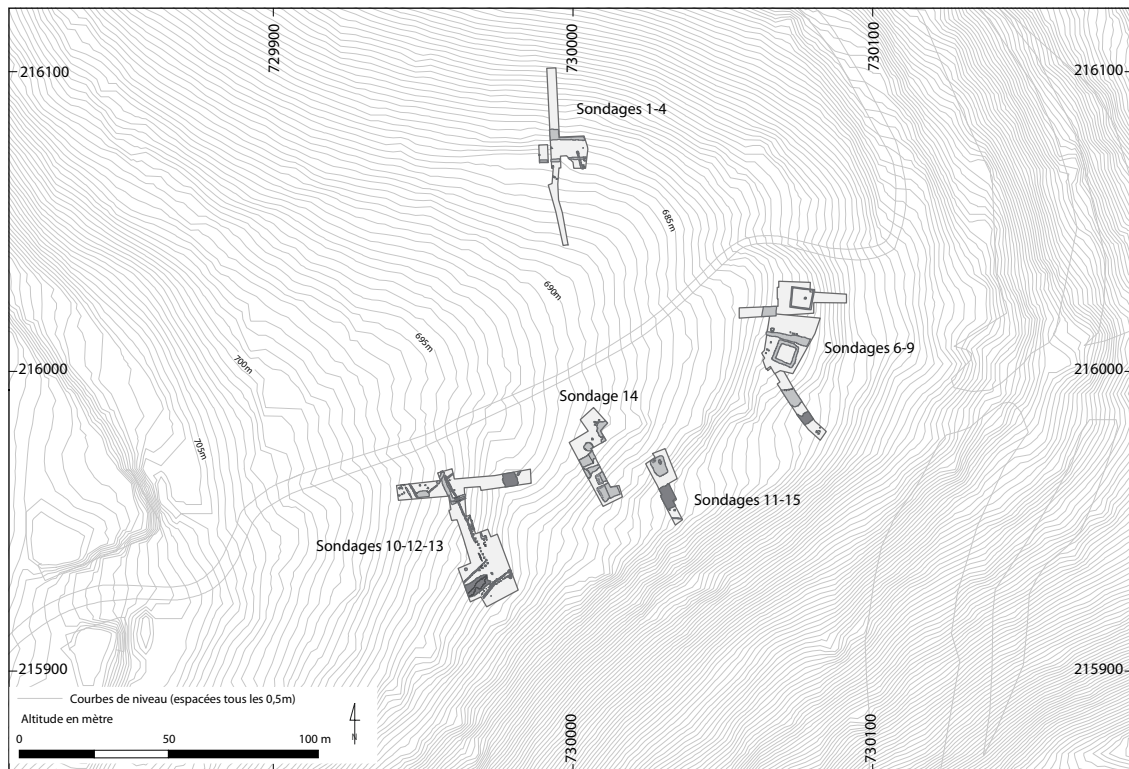 729900
730000
730100
216100
216100
Sondages 1-4
685m
690m
695m
700m
705m
216000
216000
Sondages 6-9
Sondage 14
Sondages 11-15
Sondages 10-12-13
215900
215900
Courbes de niveau (espacées tous les 0,5m)
Altitude en mètre
N
0 50 100 m
730000
730100